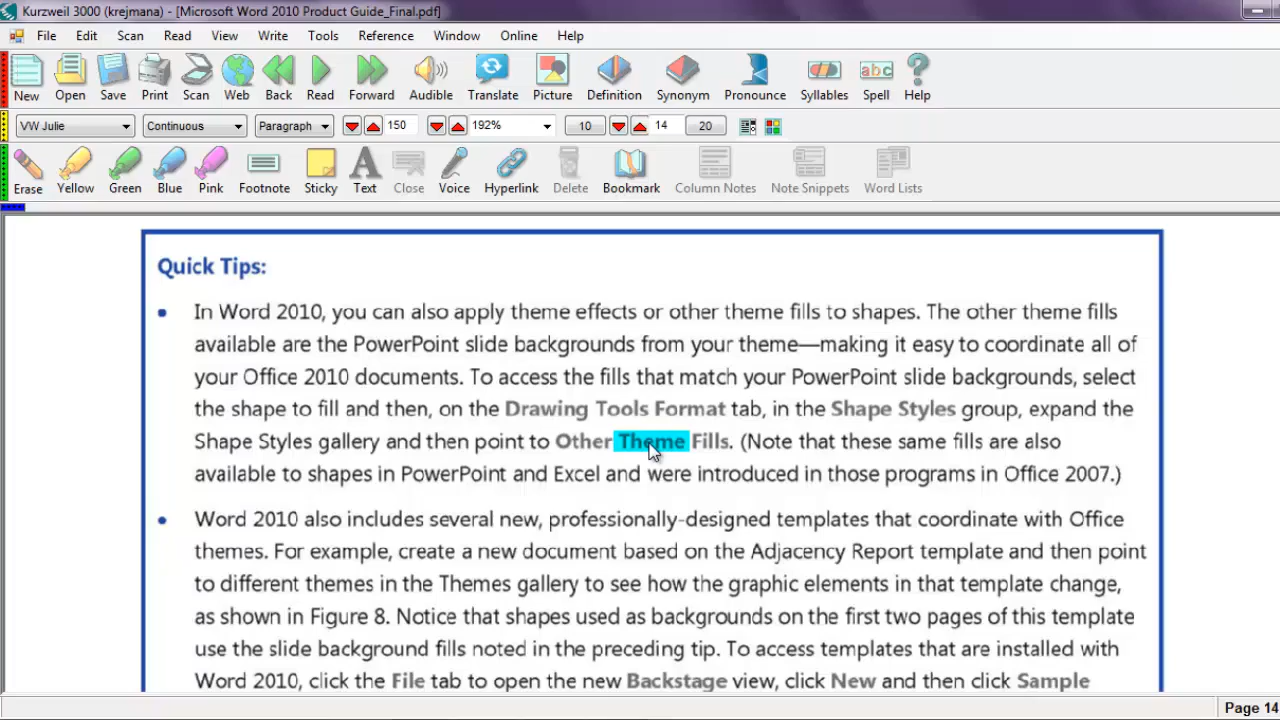 Kurzweil 3000 (krejmana) - [Microsoft Word 2010 Product Guide_Final.pdf]
File Edit Scan Read View Write Tools Reference Window Online Help
New Open Save Print Scan Web Back Read Forward Audible Translate Picture Definition Synonym Pronounce Syllables abc Spell Help
VW Julie Continuous Paragraph 150 192% 10 14 20
Erase Yellow Green Blue Pink Footnote Sticky Text Close Voice Hyperlink Delete Bookmark Column Notes Note Snippets Word Lists
Quick Tips:
• In Word 2010, you can also apply theme effects or other theme fills to shapes. The other theme fills
available are the PowerPoint slide backgrounds from your theme—making it easy to coordinate all of
your Office 2010 documents. To access the fills that match your PowerPoint slide backgrounds, select
the shape to fill and then, on the Drawing Tools Format tab, in the Shape Styles group, expand the
Shape Styles gallery and then point to Other Theme Fills. (Note that these same fills are also
available to shapes in PowerPoint and Excel and were introduced in those programs in Office 2007.)
• Word 2010 also includes several new, professionally-designed templates that coordinate with Office
themes. For example, create a new document based on the Adjacency Report template and then point
to different themes in the Themes gallery to see how the graphic elements in that template change,
as shown in Figure 8. Notice that shapes used as backgrounds on the first two pages of this template
use the slide background fills noted in the preceding tip. To access templates that are installed with
Word 2010, click the File tab to open the new Backstage view, click New and then click Sample
Page 14